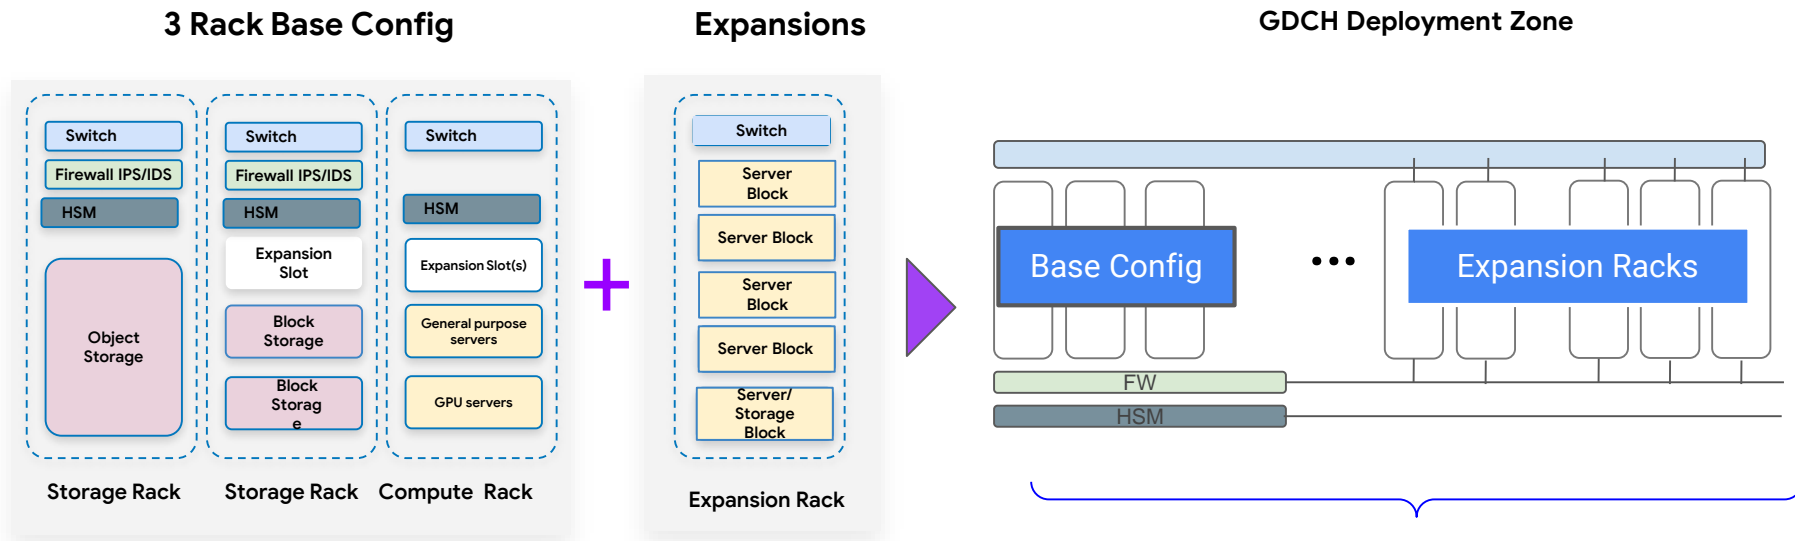 3 Rack Base Config
Switch
Firewall IPS/IDS
HSM
Object
Storage
Storage Rack
Switch
Firewall IPS/IDS
HSM
Expansion
Slot
Block
Storage
Block
Storag
e
Storage Rack
Switch
HSM
Expansion Slot(s)
General purpose
servers
GPU servers
Compute Rack
Expansions
Switch
Server
Block
Server Block
Server
Block
Server Block
Server/
Storage
Block
Expansion Rack
GDCH Deployment Zone
Base Config
Expansion Racks
FW
HSM